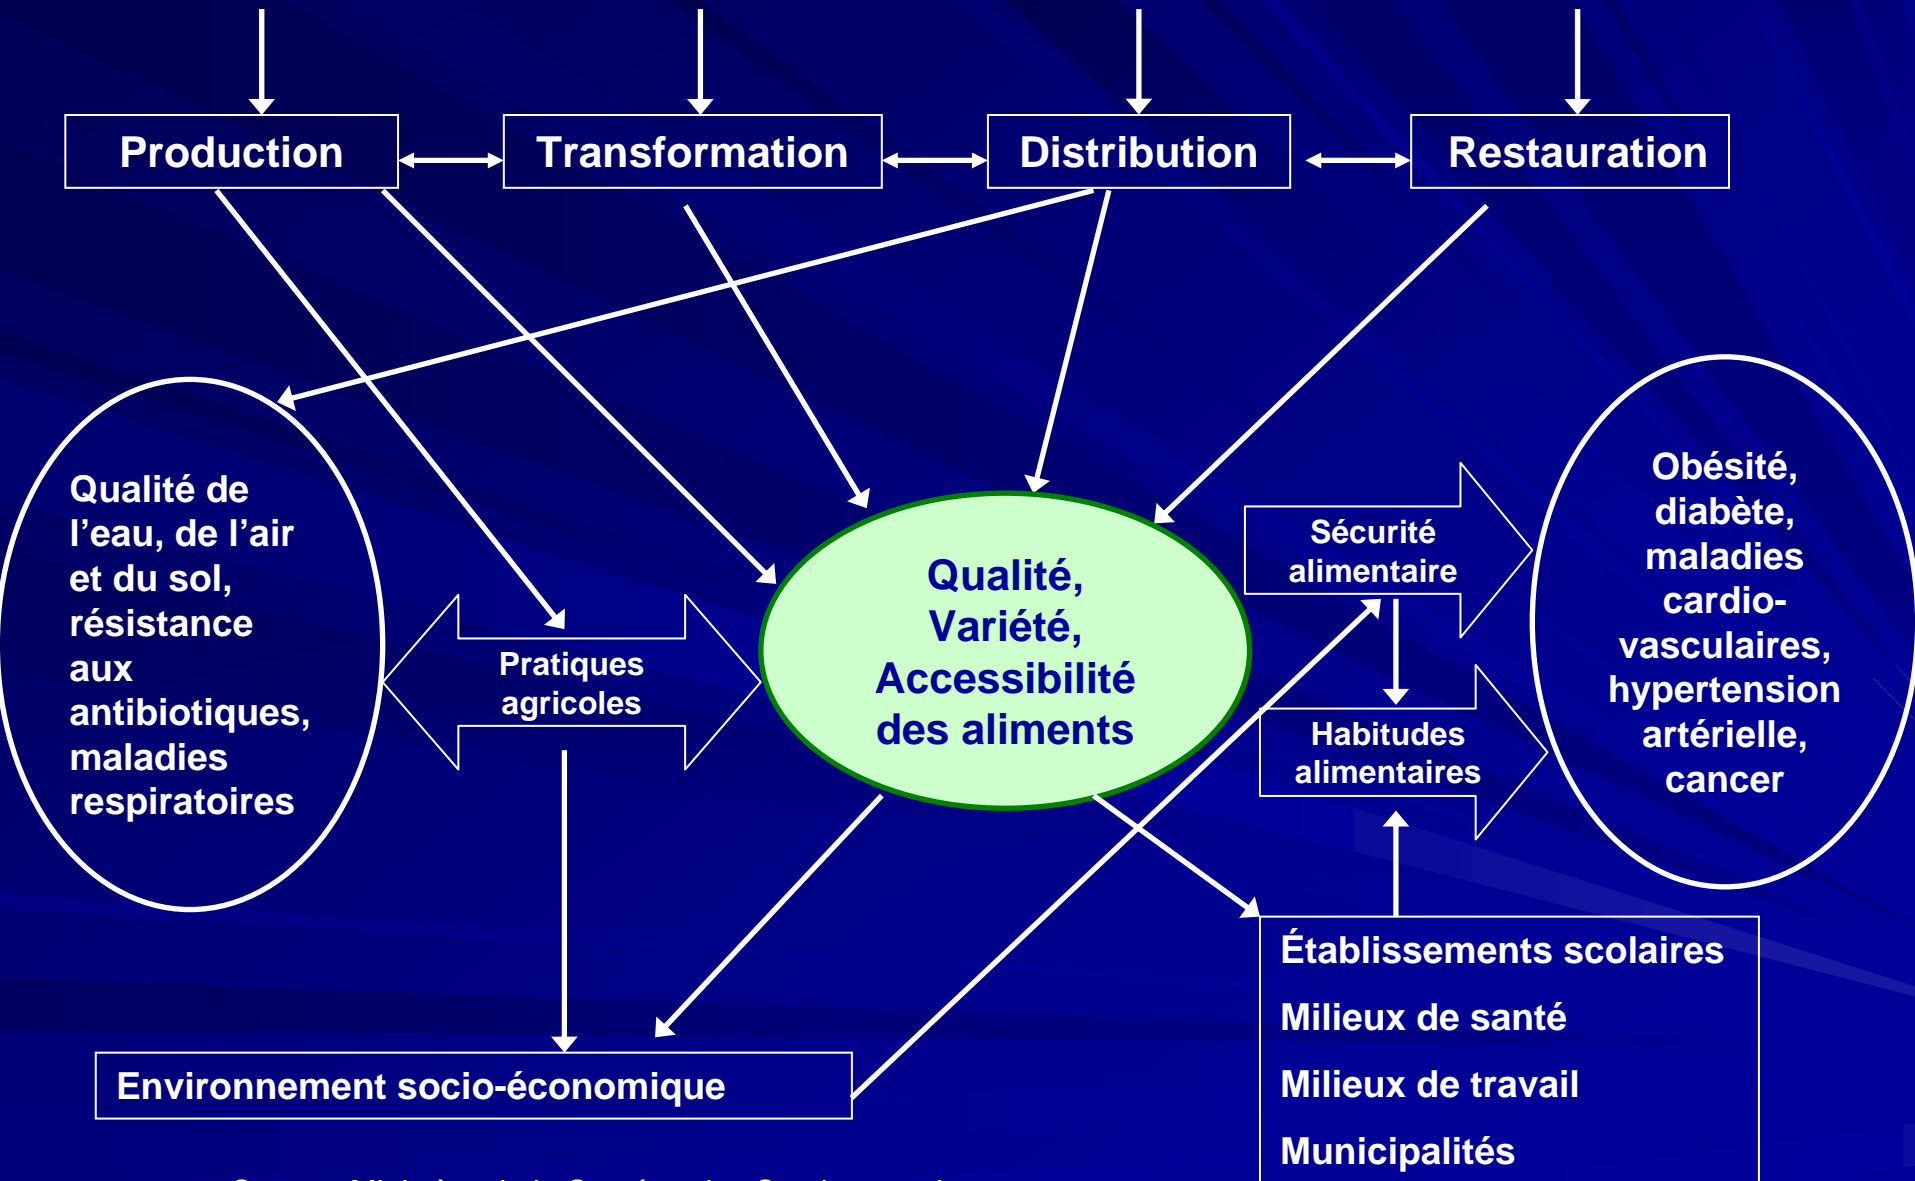 Production
Transformation
Distribution
Restauration
Qualité de
l’eau, de l’air
et du sol,
résistance
aux
antibiotiques,
maladies
respiratoires
Pratiques
agricoles
Qualité,
Variété,
Accessibilité
des aliments
Sécurité
alimentaire
Habitudes
alimentaires
Obésité,
diabète,
maladies
cardio-
vasculaires,
hypertension
artérielle,
cancer
Environnement socio-économique
Établissements scolaires
Milieux de santé
Milieux de travail
Municipalités